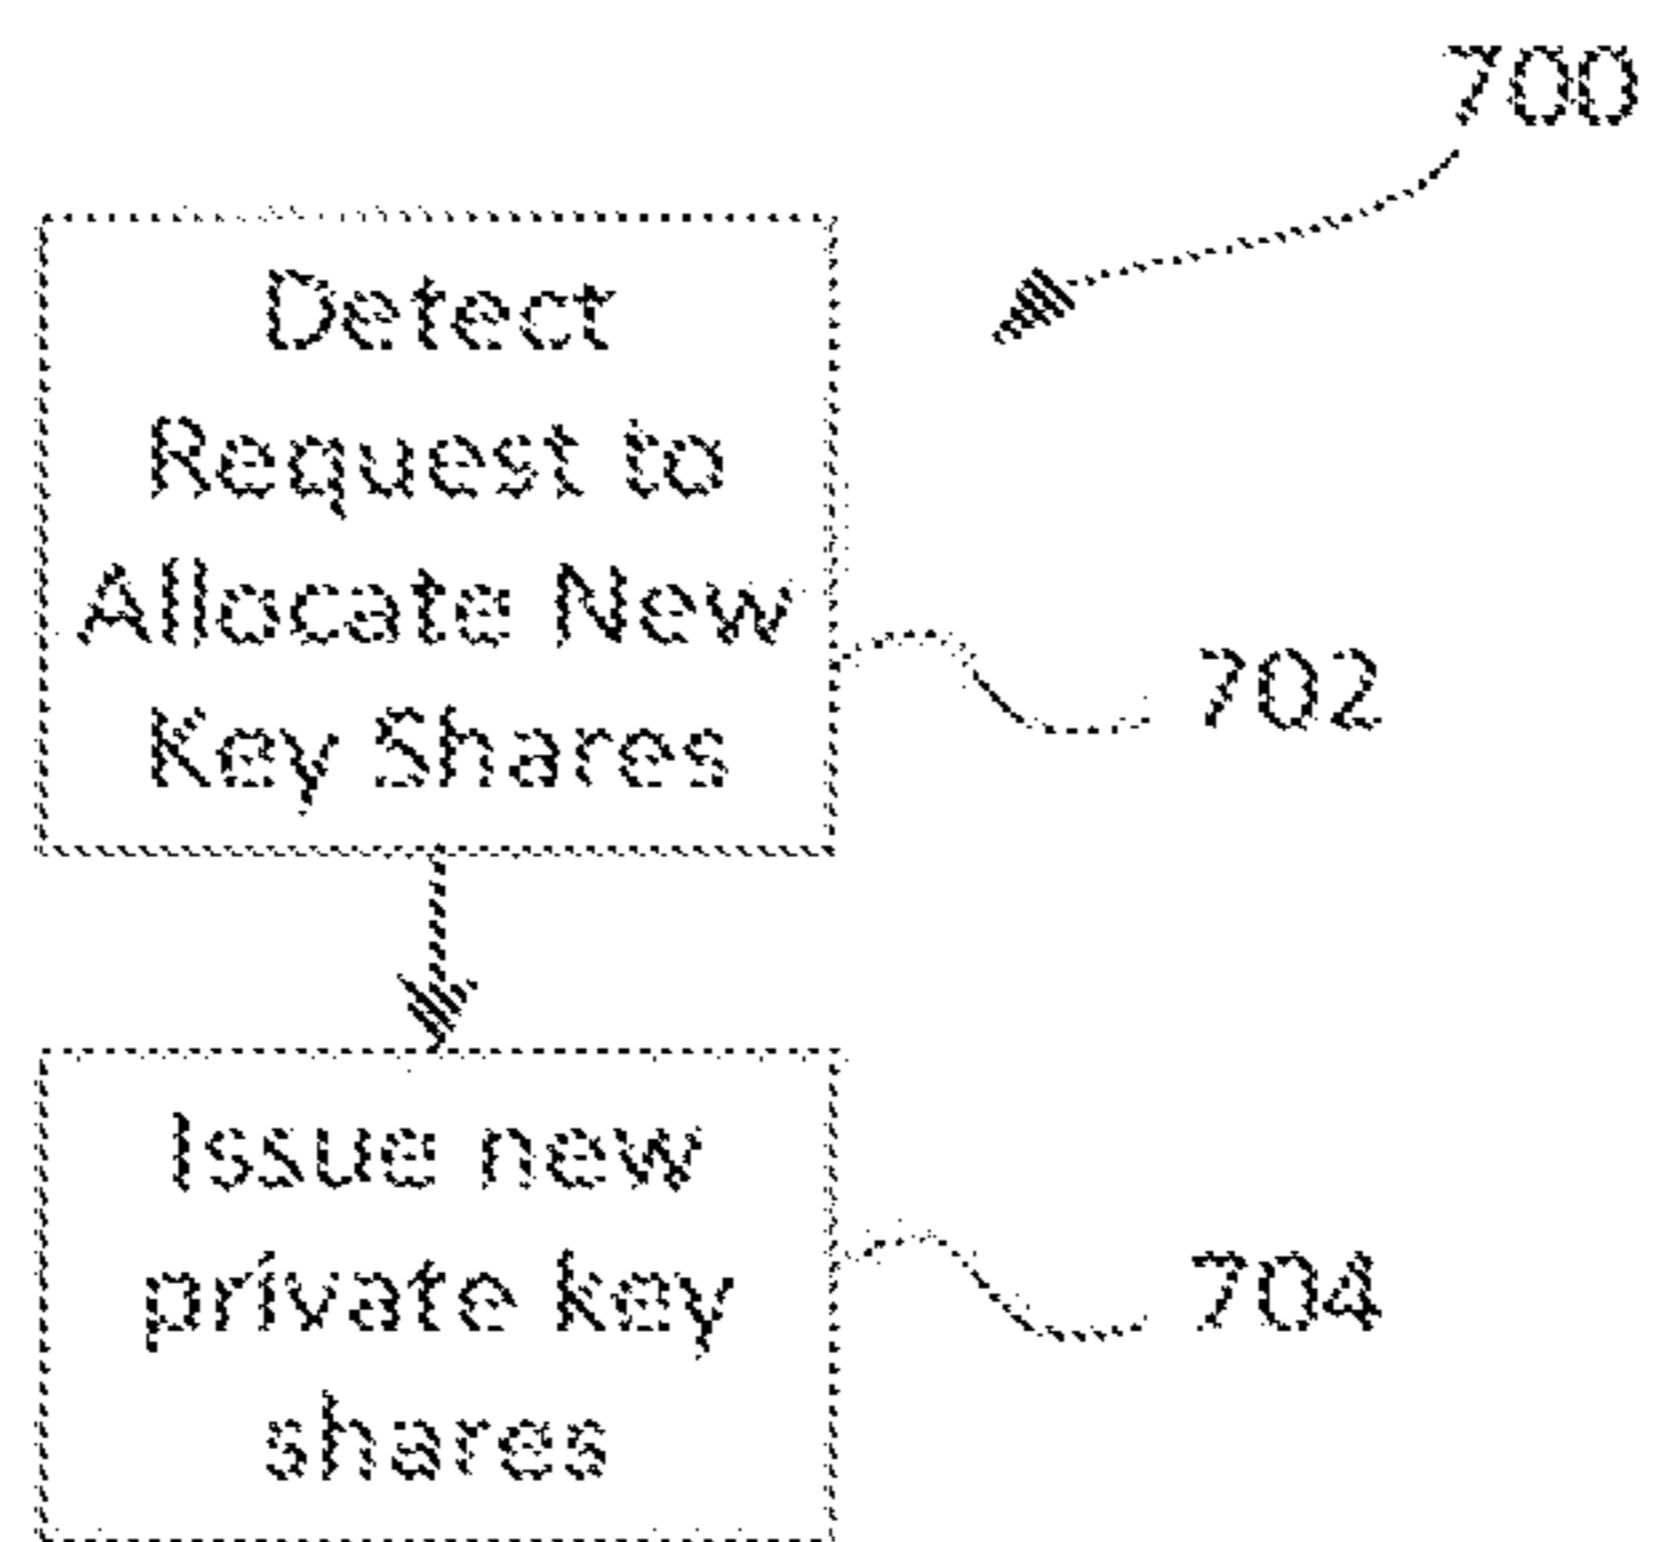 700
Detect
Request to
Allocate New
Key Shares
702
Issue new
private key
shares
704